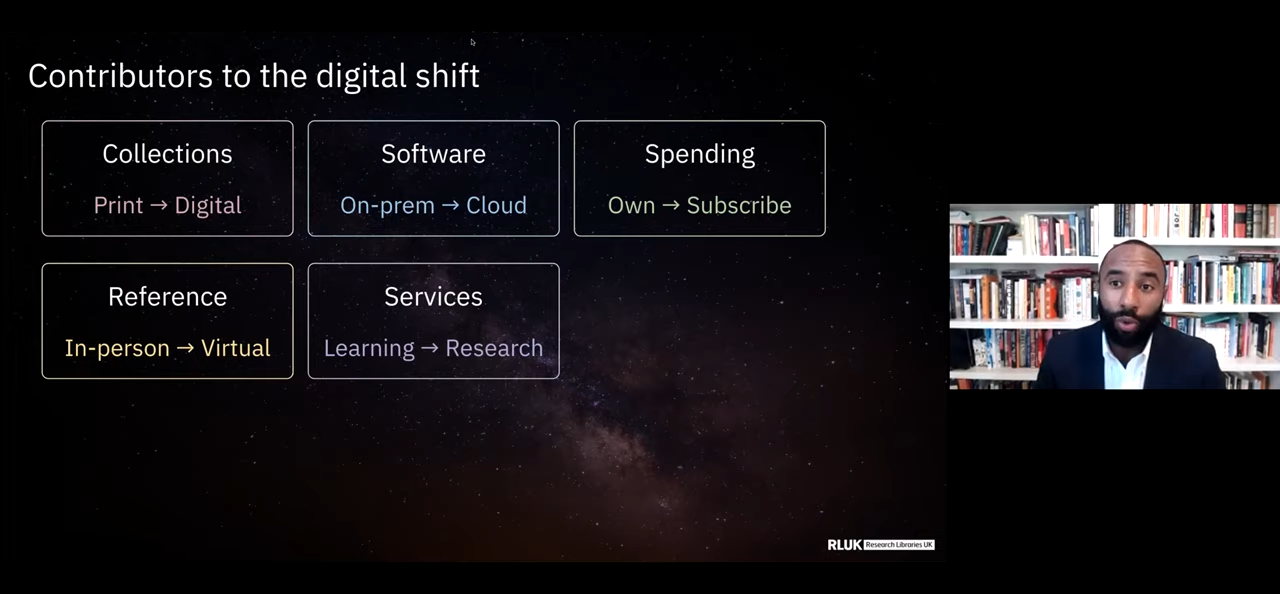 Contributors to the digital shift
Collections
Print → Digital
Software
On-prem → Cloud
Spending
Own → Subscribe
Reference
In-person → Virtual
Services
Learning → Research
RLUK Research Libraries UK